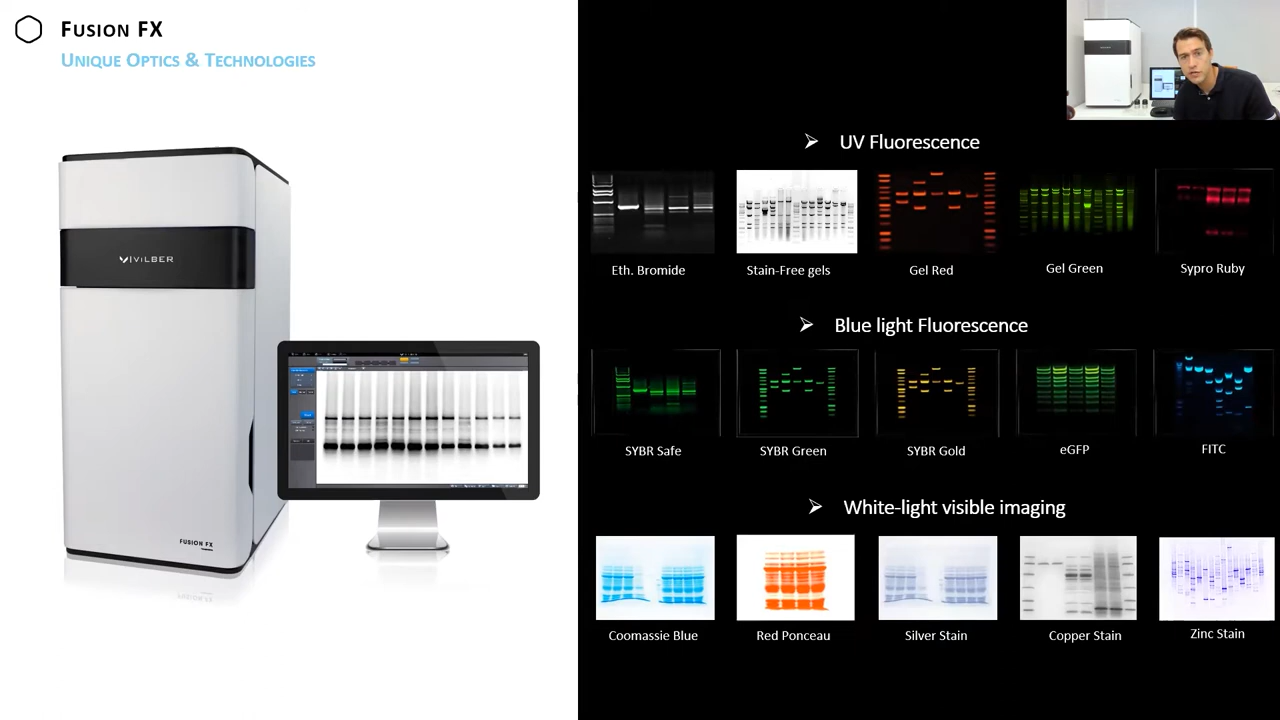 Fusion FX
Unique Optics & Technologies
VILBER
FUSION FX
UV Fluorescence
Eth. Bromide
Stain-Free gels
Gel Red
Gel Green
Sypro Ruby
Blue light Fluorescence
SYBR Safe
SYBR Green
SYBR Gold
eGFP
FITC
White-light visible imaging
Coomassie Blue
Red Ponceau
Silver Stain
Copper Stain
Zinc Stain